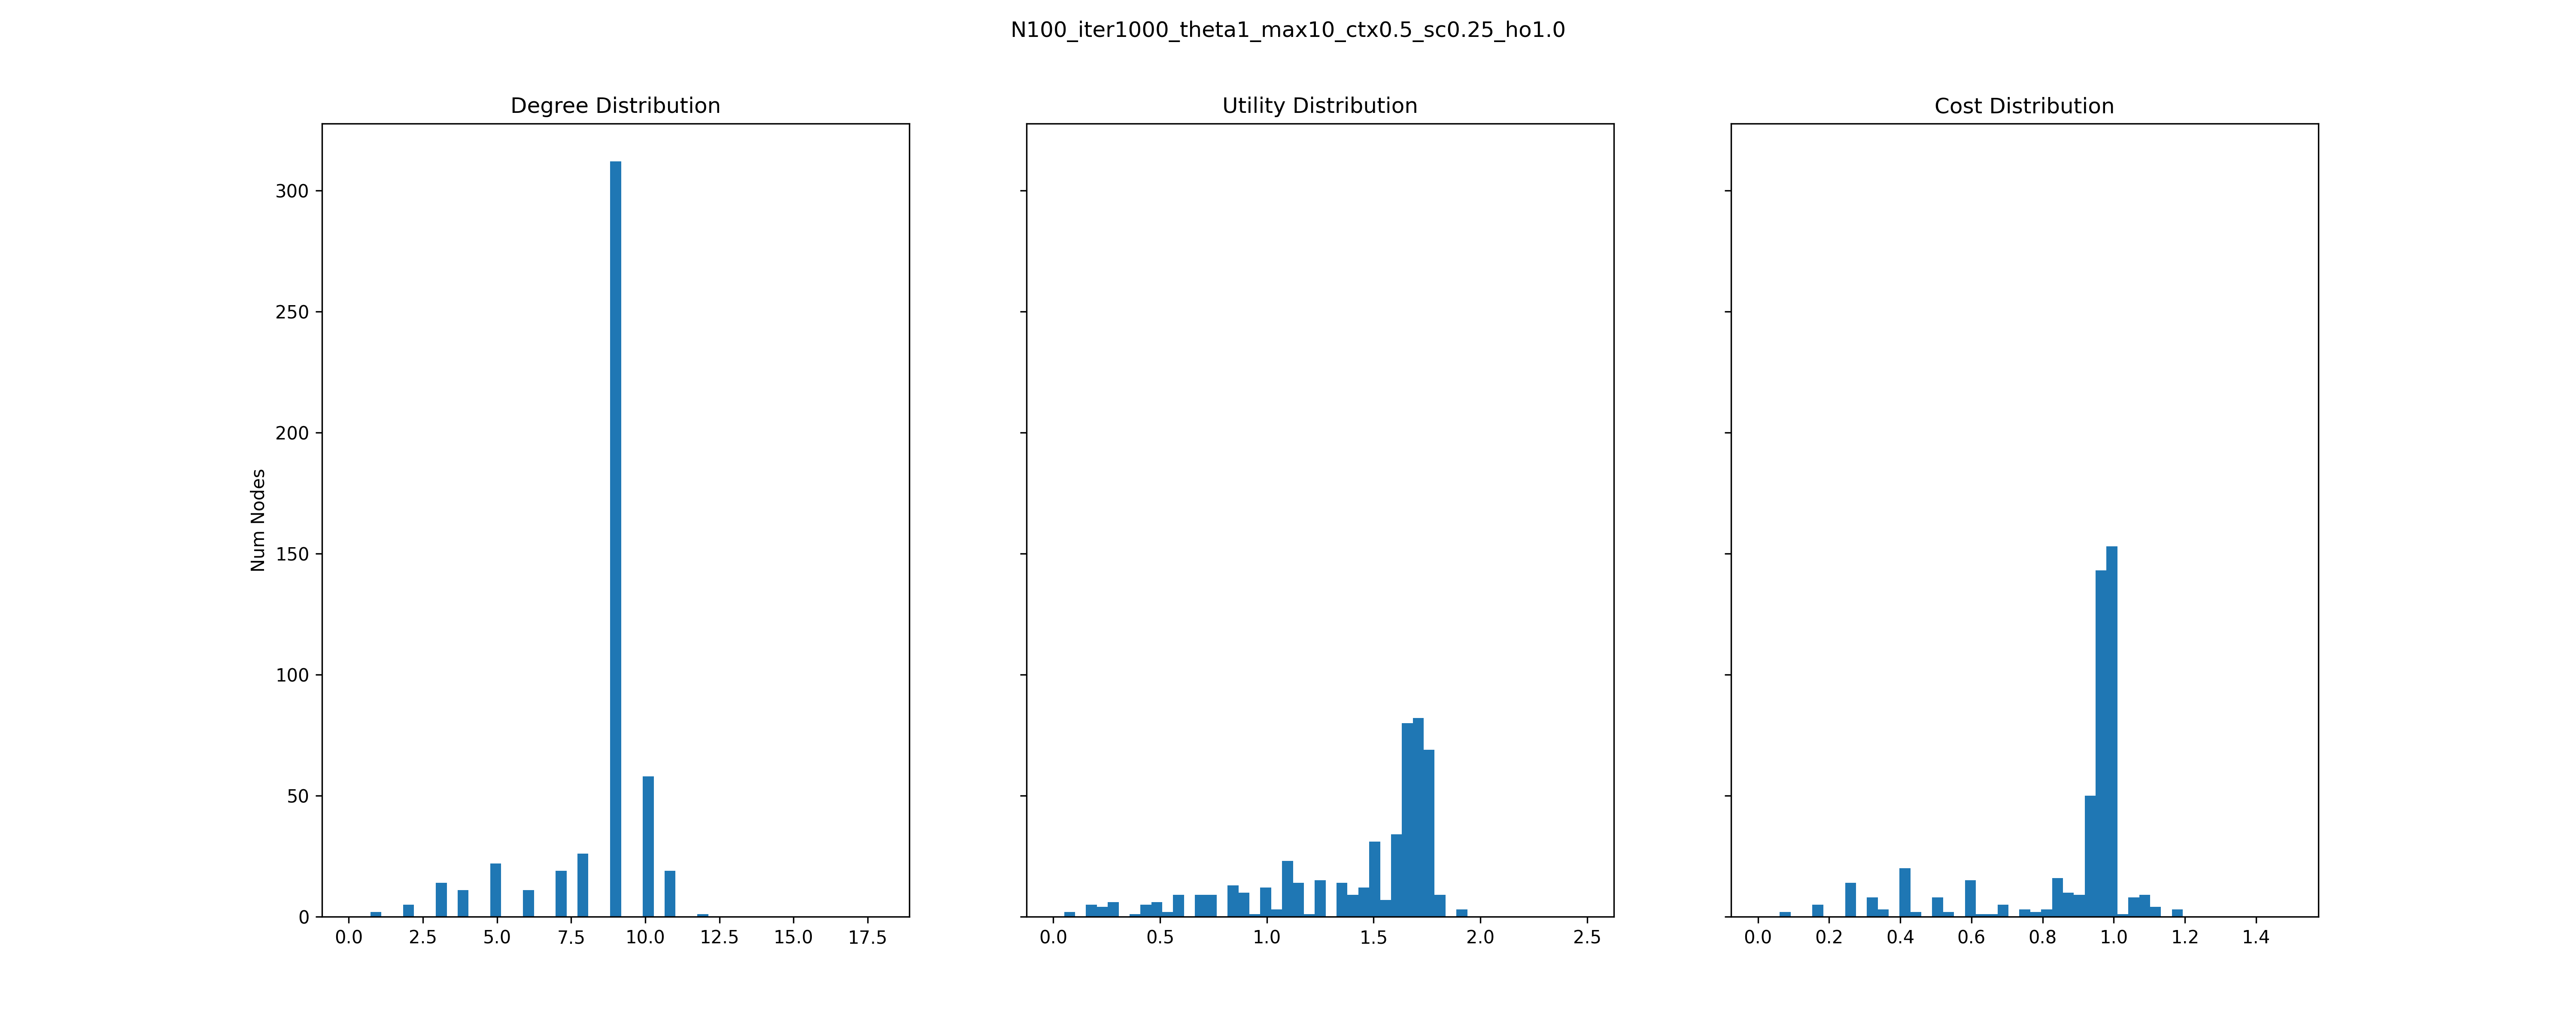 N100_iter1000_theta1_max10_ctx0.5_sc0.25_ho1.0
Degree Distribution
Utility Distribution
Cost Distribution
Num Nodes
300
250
200
150
100
50
0
0.0 2.5 5.0 7.5 10.0 12.5 15.0 17.5
0.0 0.5 1.0 1.5 2.0 2.5
0.0 0.2 0.4 0.6 0.8 1.0 1.2 1.4